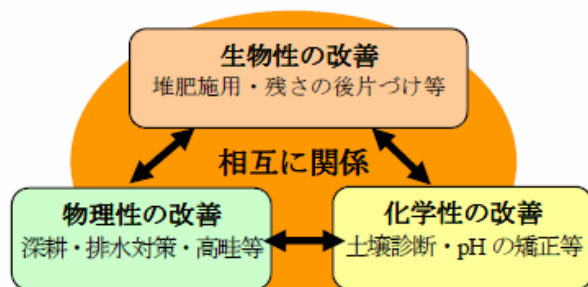 生物性の改善
堆肥施用・残さの後片づけ等
相互に関係
物理性の改善
深耕・排水対策・高畦等
化学性の改善
土壌診断・pHの矯正等